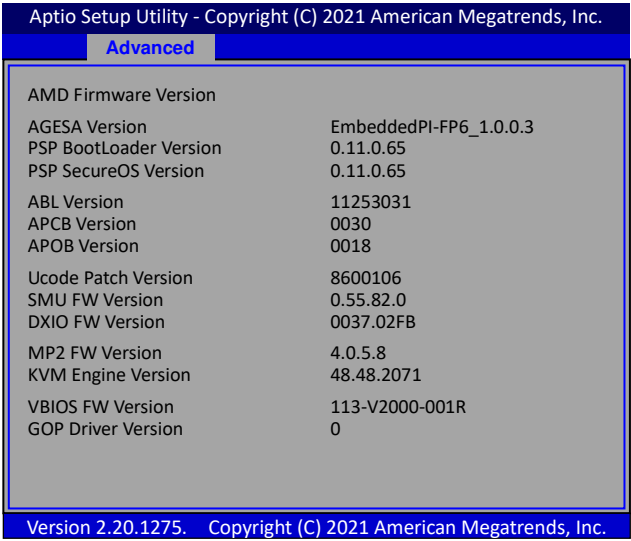 Aptio Setup Utility - Copyright (C) 2021 American Megatrends, Inc.
Advanced
AMD Firmware Version
AGESA Version EmbeddedPI-FP6_1.0.0.3
PSP BootLoader Version 0.11.0.65
PSP SecureOS Version 0.11.0.65
ABL Version 11253031
APCB Version 0030
APOB Version 0018
Ucode Patch Version 8600106
SMU FW Version 0.55.82.0
DXIO FW Version 0037.02FB
MP2 FW Version 4.0.5.8
KVM Engine Version 48.48.2071
VBIOS FW Version 113-V2000-001R
GOP Driver Version 0
Version 2.20.1275. Copyright (C) 2021 American Megatrends, Inc.